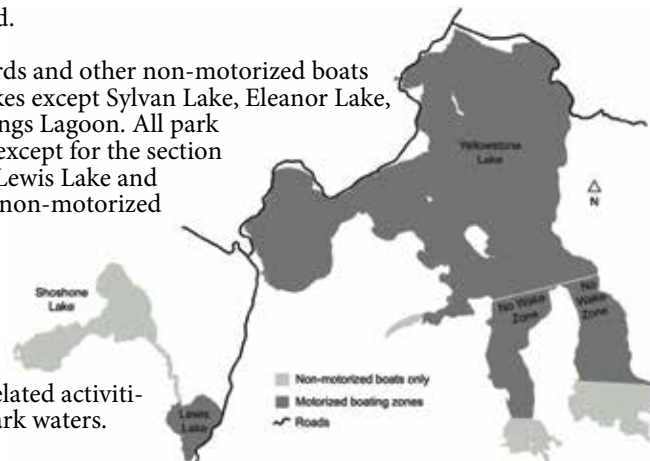 d.
rds and other non-motorized boats
kes except Sylvan Lake, Eleanor Lake,
ngs Lagoon. All park
except for the section
Lewis Lake and
non-motorized
Yellowstone
Lake
N
Shoshone
Lake
No Wake
Zone
No
Wake
Zone
Non-motorized boats only
Motorized boating zones
Roads
Lewis
Lake
elated activiti-
ark waters.